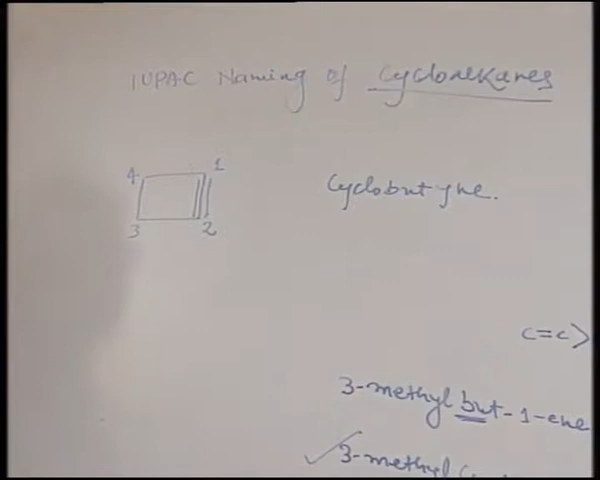 IUPAC Naming of Cycloalkanes
4 1
3 2
Cyclobutyne.
C=C>
3-methyl but-1-ene
3-methyl